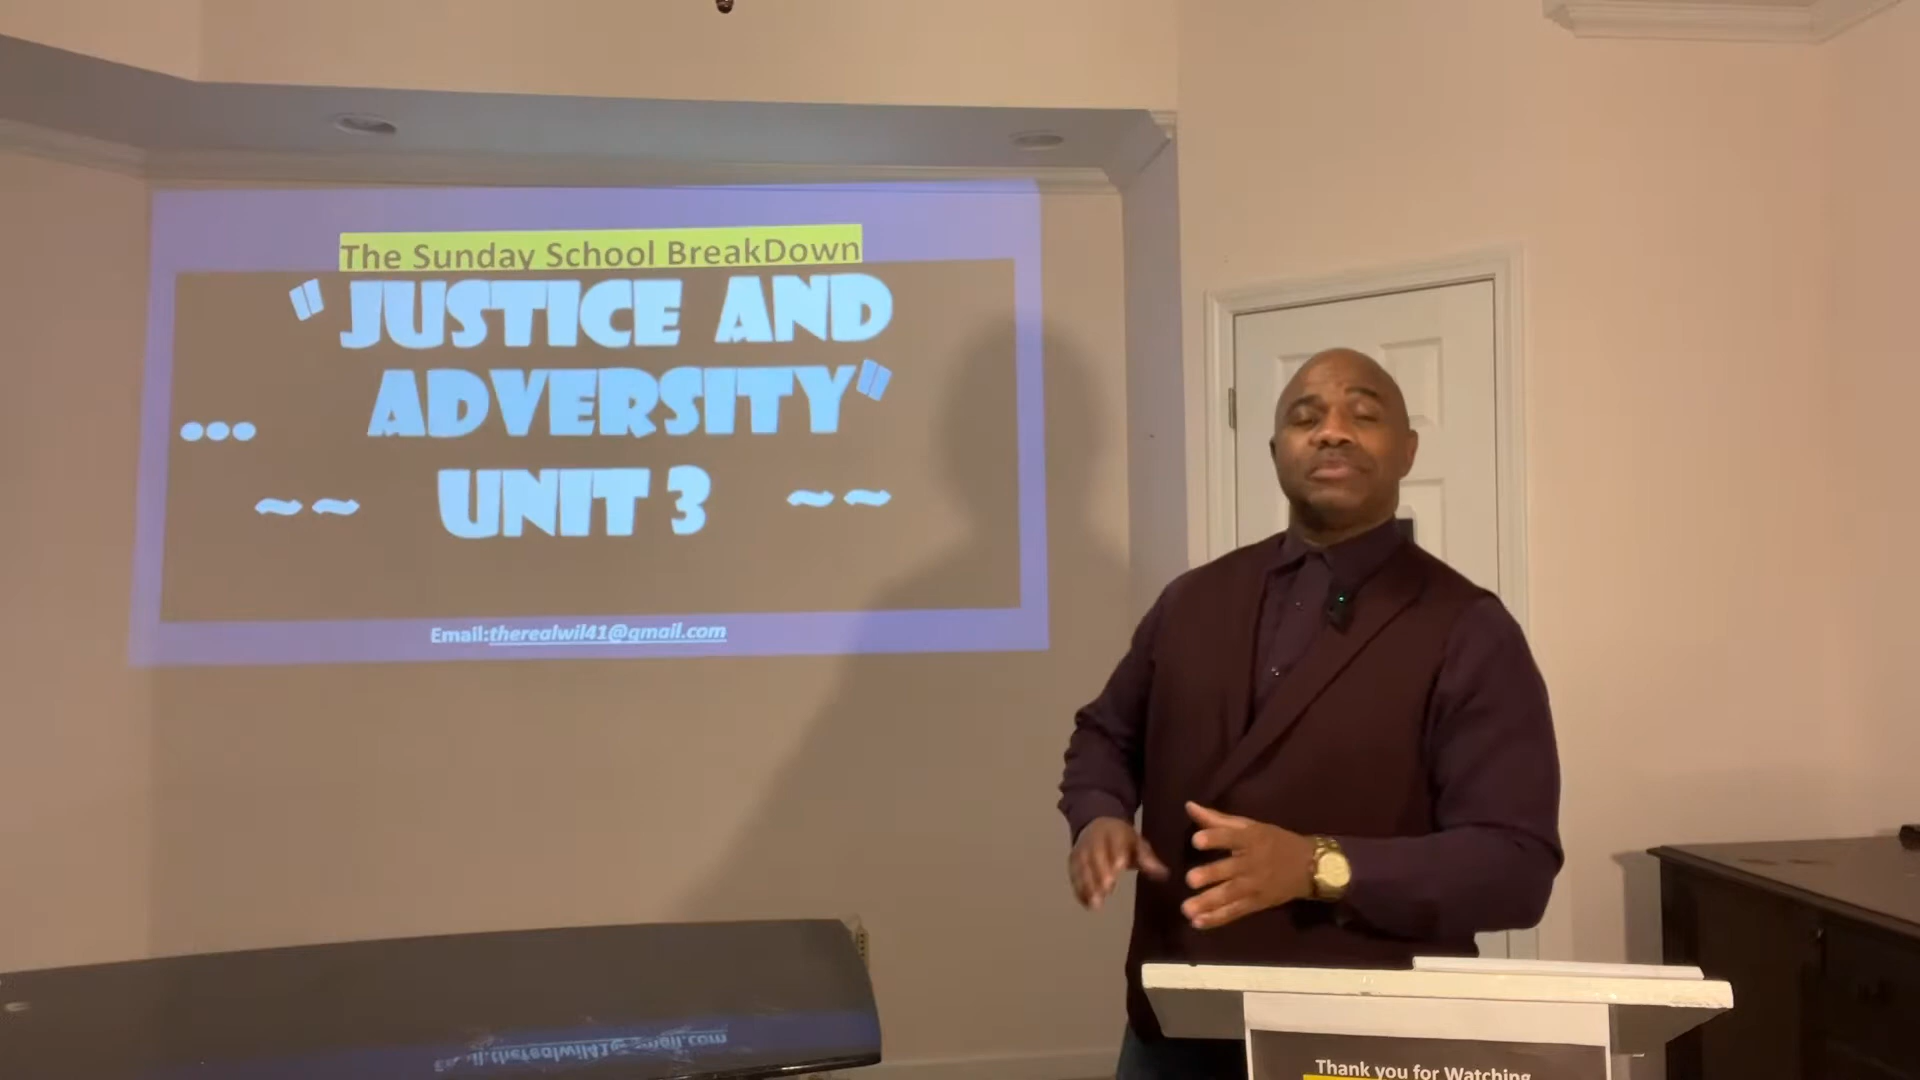 The Sunday School BreakDown
"JUSTICE AND
... ADVERSITY"
~~ UNIT 3 ~~
Email:therealwil41@gmail.com
Thank you for Watching